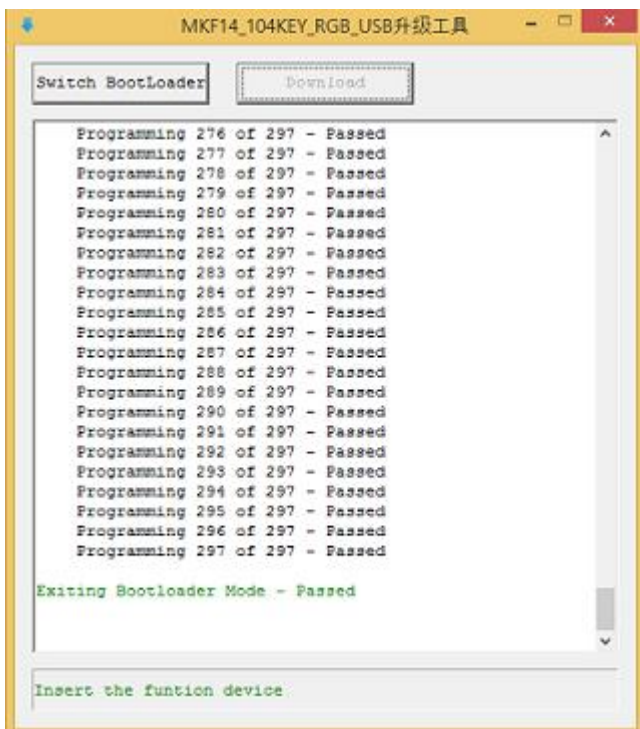 MKF14_104KEY_RGB_USB升级工具
Switch BootLoader
Download
Programming 276 of 297 - Passed
Programming 277 of 297 - Passed
Programming 278 of 297 - Passed
Programming 279 of 297 - Passed
Programming 280 of 297 - Passed
Programming 281 of 297 - Passed
Programming 282 of 297 - Passed
Programming 283 of 297 - Passed
Programming 284 of 297 - Passed
Programming 285 of 297 - Passed
Programming 286 of 297 - Passed
Programming 287 of 297 - Passed
Programming 288 of 297 - Passed
Programming 289 of 297 - Passed
Programming 290 of 297 - Passed
Programming 291 of 297 - Passed
Programming 292 of 297 - Passed
Programming 293 of 297 - Passed
Programming 294 of 297 - Passed
Programming 295 of 297 - Passed
Programming 296 of 297 - Passed
Programming 297 of 297 - Passed
Exiting Bootloader Mode - Passed
Insert the funtion device